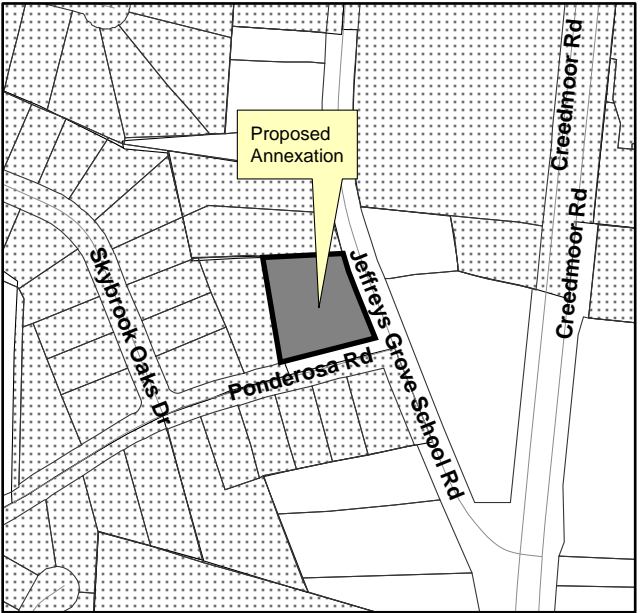 Creedmoor Rd
Proposed
Annexation
Creedmoor Rd
Skybrook Oaks Dr
Jeffreys Grove School Rd
Ponderosa Rd